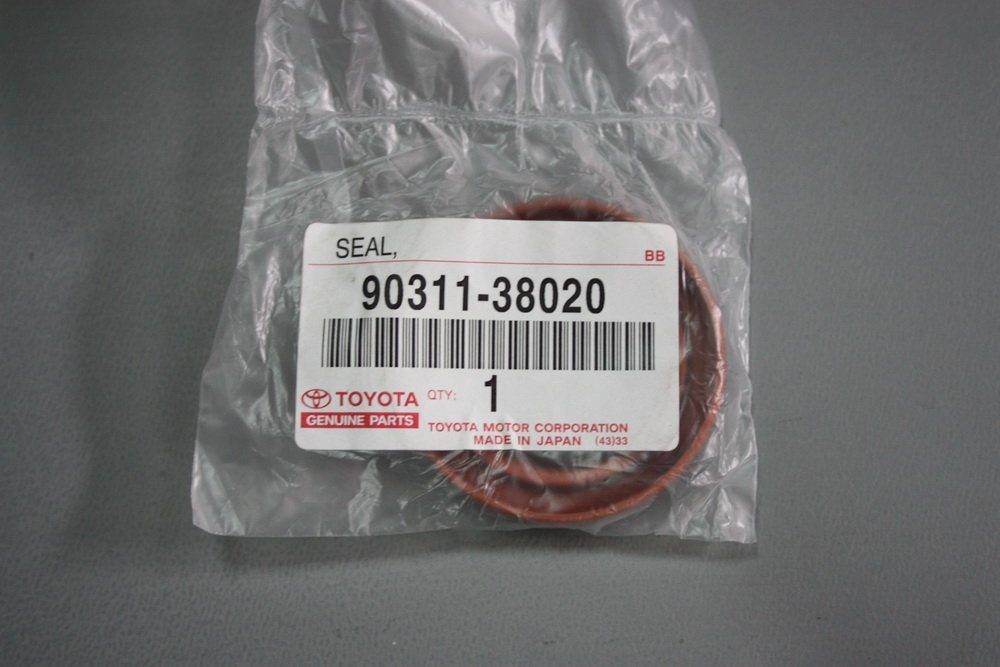 SEAL,
BB
90311-38020
TOYOTA
QTY: 1
GENUINE PARTS
TOYOTA MOTOR CORPORATION
MADE IN JAPAN (43)33